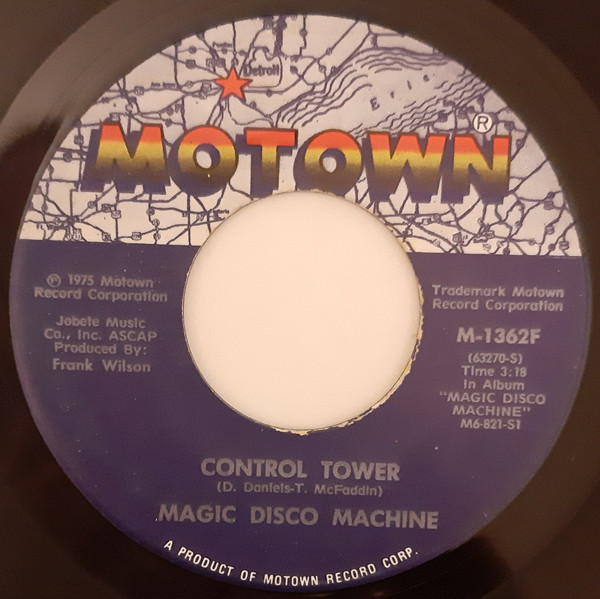 Detroit
Erie
MOTOWN®
℗ 1975 Motown
Record Corporation
Jobete Music
Co., Inc. ASCAP
Produced By:
Frank Wilson
Trademark Motown
Record Corporation
M-1362F
(63270-S)
Time 3:18
In Album
"MAGIC DISCO
MACHINE"
M6-821-S1
CONTROL TOWER
(D. Daniels-T. McFaddin)
MAGIC DISCO MACHINE
A PRODUCT OF MOTOWN RECORD CORP.